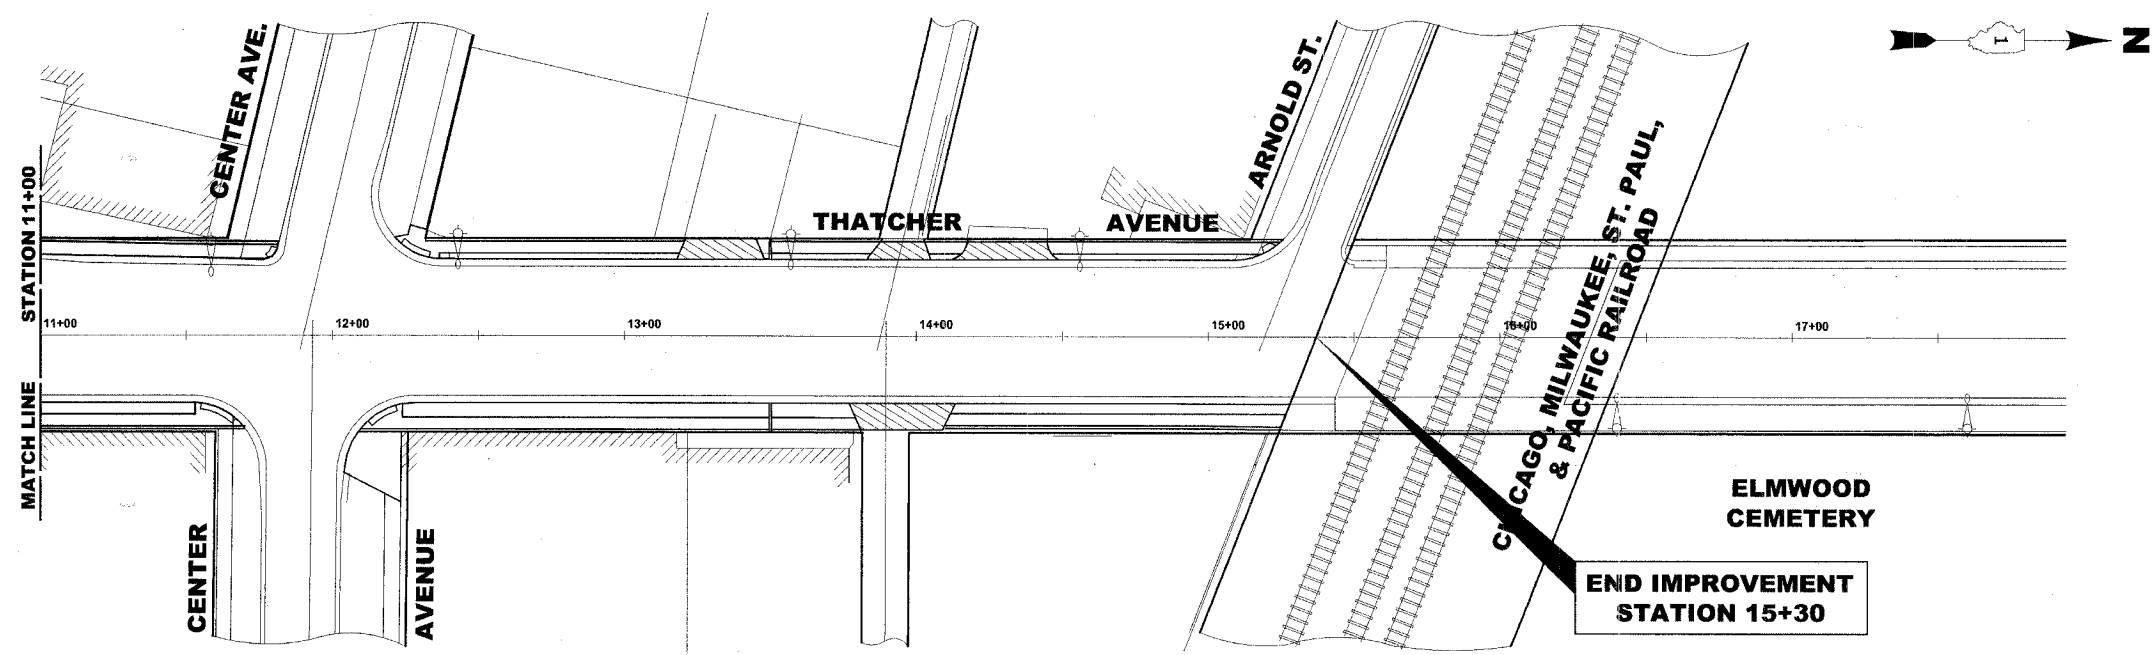 CENTER AVE.
ARNOLD ST.
1
N
STATION 11+00
THATCHER AVENUE
CHICAGO, MILWAUKEE, ST. PAUL,
& PACIFIC RAILROAD
11+00 12+00 13+00 14+00 15+00 16+00 17+00
MATCH LINE
CENTER
AVENUE
ELMWOOD
CEMETERY
END IMPROVEMENT
STATION 15+30